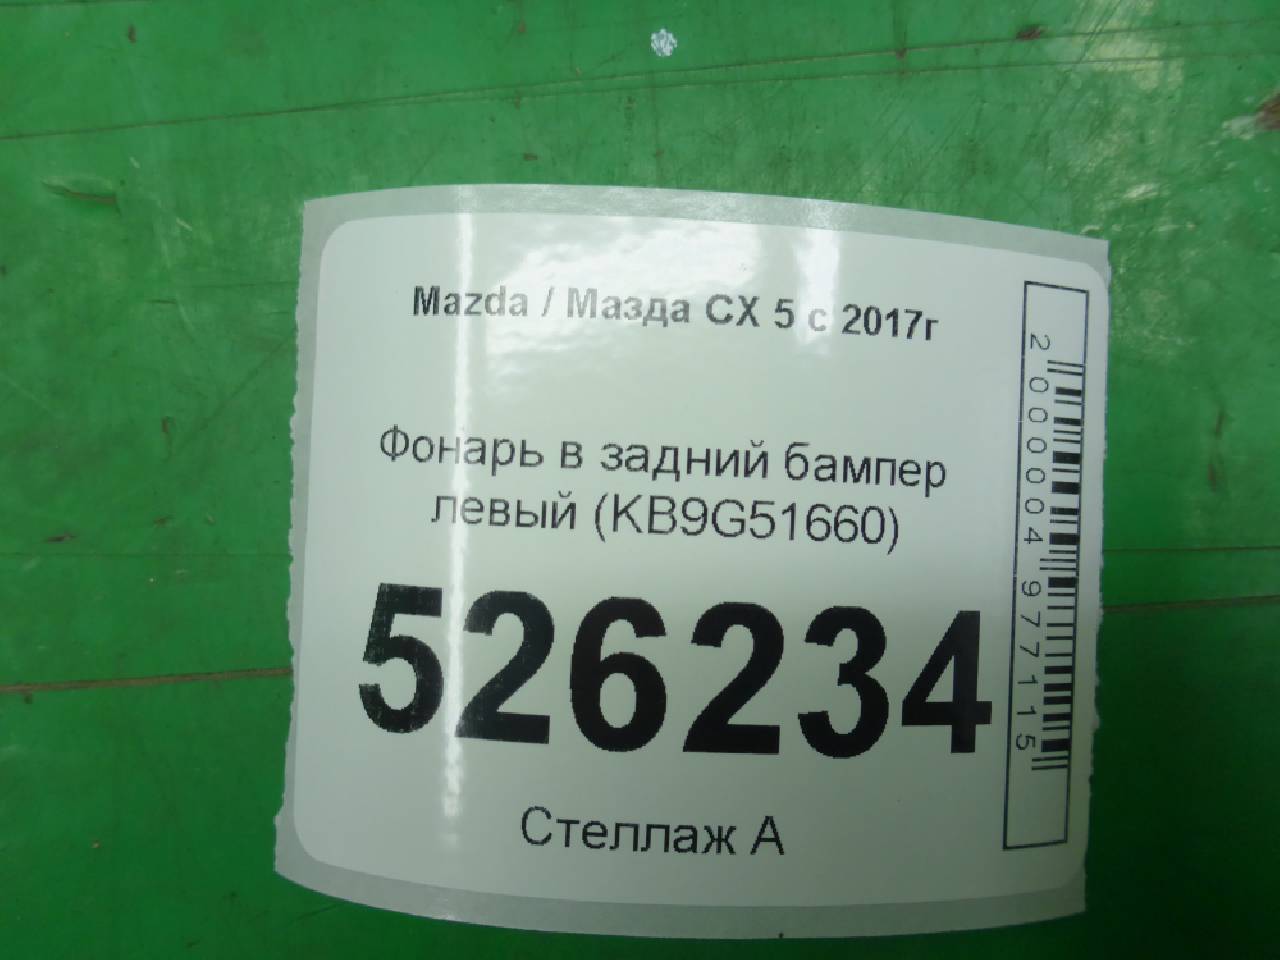 Mazda / Мазда CX 5 с 2017г
Фонарь в задний бампер
левый (KB9G51660)
526234
Стеллаж А
2000004977115